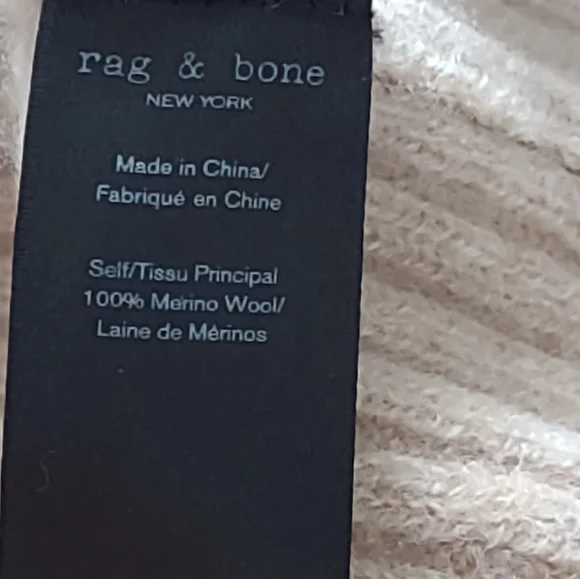 rag & bone
NEW YORK
Made in China/
Fabriqué en Chine
Self/Tissu Principal
100% Merino Wool/
Laine de Mérinos